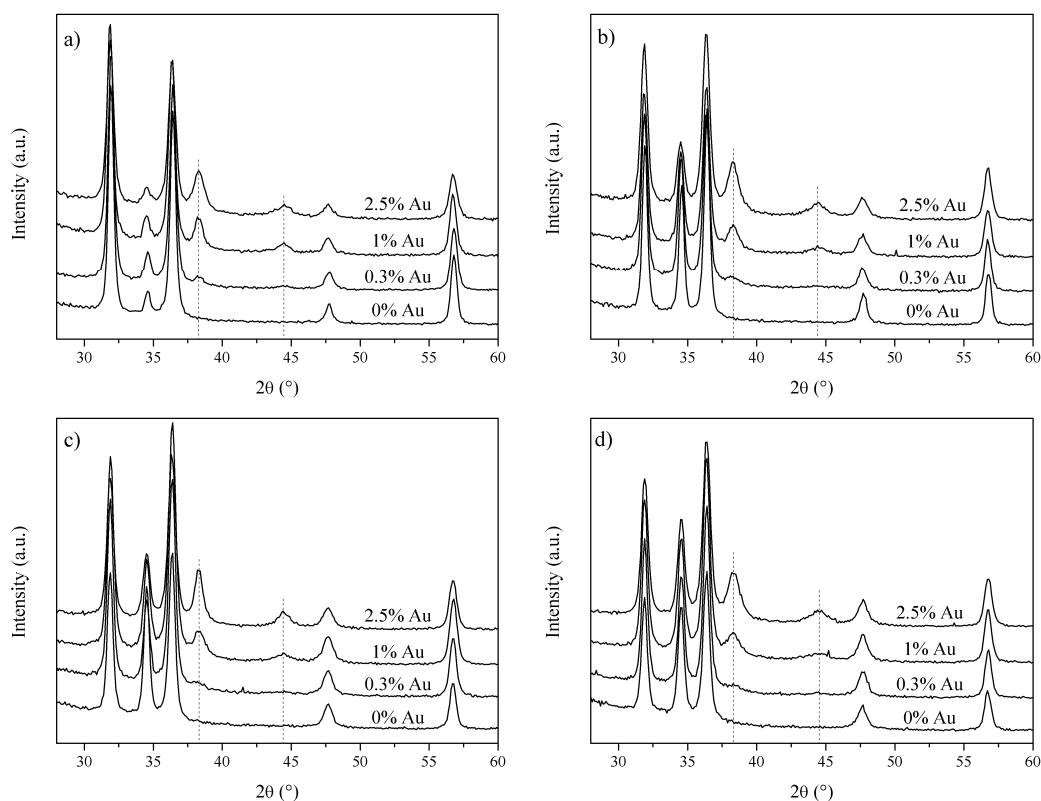 a)
Intensity (a.u.)
2.5% Au
1% Au
0.3% Au
0% Au
30 35 40 45 50 55 60
2θ (°)
b)
Intensity (a.u.)
2.5% Au
1% Au
0.3% Au
0% Au
30 35 40 45 50 55 60
2θ (°)
c)
Intensity (a.u.)
2.5% Au
1% Au
0.3% Au
0% Au
30 35 40 45 50 55 60
2θ (°)
d)
Intensity (a.u.)
2.5% Au
1% Au
0.3% Au
0% Au
30 35 40 45 50 55 60
2θ (°)